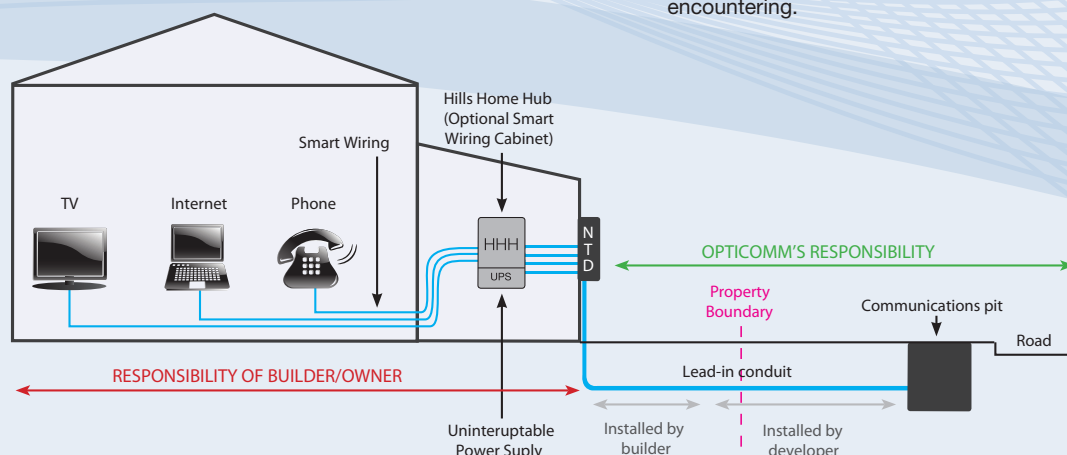 encountering.
Hills Home Hub
(Optional Smart
Wiring Cabinet)
Smart Wiring
TV
Internet
Phone
HHH
UPS
N
T
D
OPTICOMM'S RESPONSIBILITY
Property
Boundary
Communications pit
Road
Lead-in conduit
RESPONSIBILITY OF BUILDER/OWNER
Uninteruptable
Power Suply
Installed by
builder
Installed by
developer